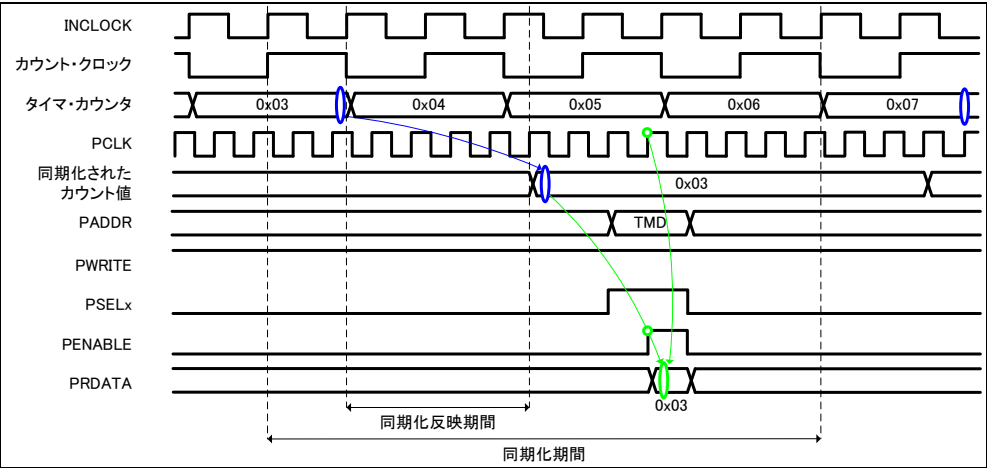 INCLOCK
カウント・クロック
タイマ・カウンタ
0x03
0x04
0x05
0x06
0x07
PCLK
同期化された
カウント値
0x03
PADDR
TMD
PWRITE
PSELx
PENABLE
PRDATA
0x03
同期化反映期間
同期化期間